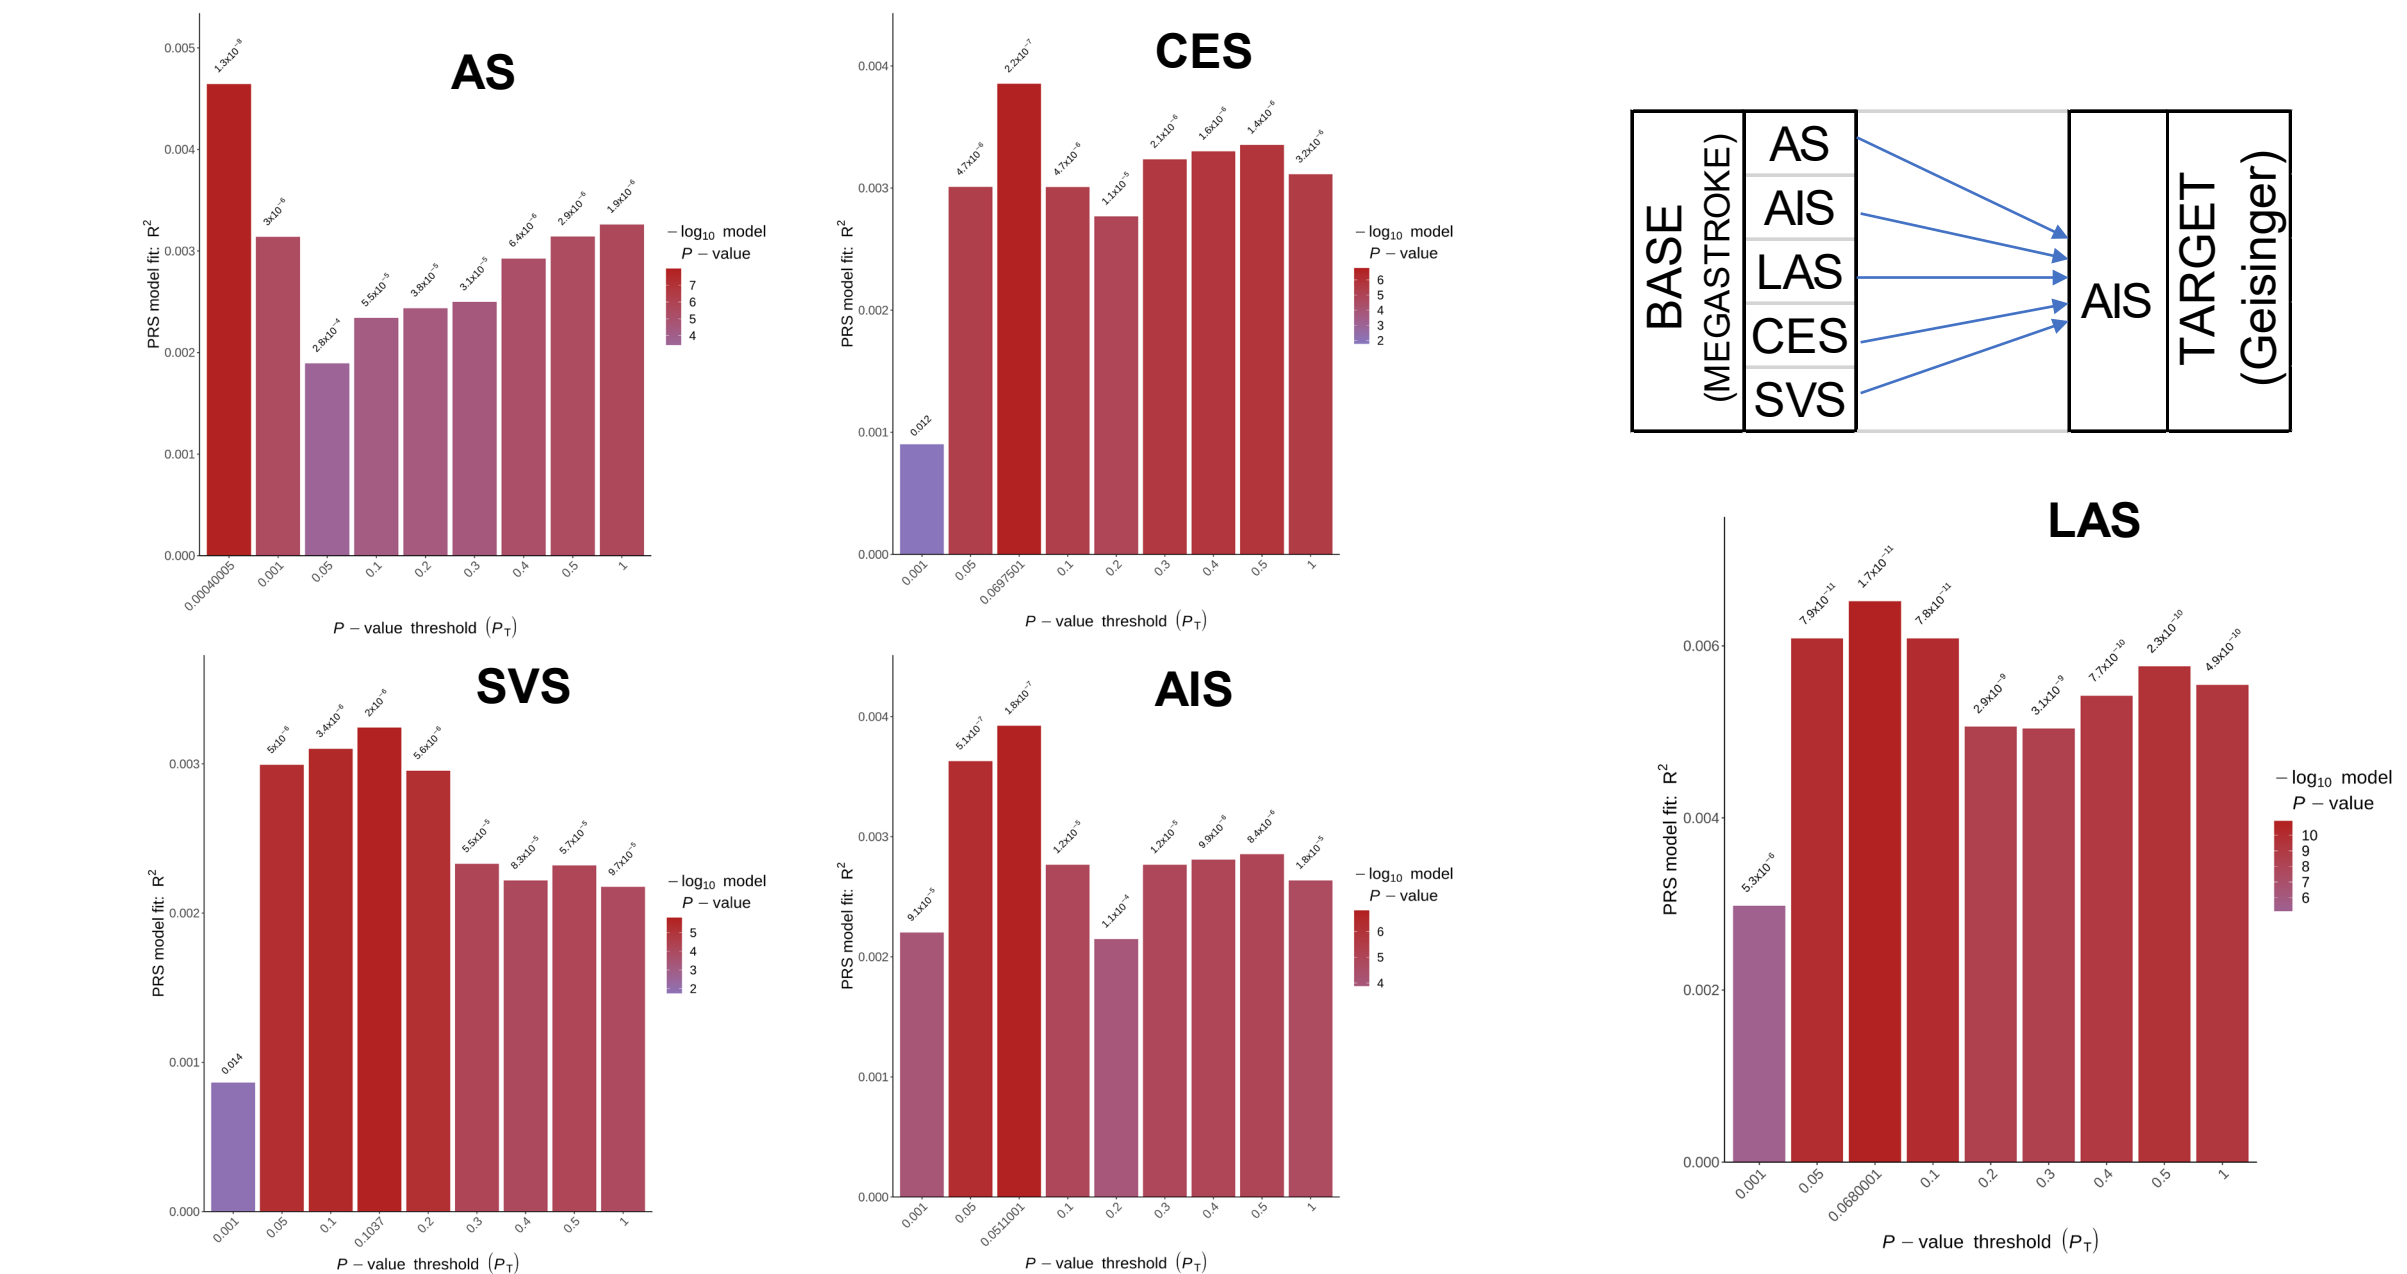 AS
PRS model fit: R²
0.005
0.004
0.003
0.002
0.001
0.000
1.3x10⁻⁸
3x10⁻⁶
2.8x10⁻⁴
5.5x10⁻⁵
3.8x10⁻⁵
3.1x10⁻⁵
6.4x10⁻⁶
2.9x10⁻⁶
1.9x10⁻⁶
0.00040005
0.001
0.05
0.1
0.2
0.3
0.4
0.5
1
P – value threshold (P_T)
– log₁₀ model
P – value
7
6
5
4
CES
PRS model fit: R²
0.004
0.003
0.002
0.001
0.000
0.012
4.7x10⁻⁶
2.2x10⁻⁷
4.7x10⁻⁶
1.1x10⁻⁵
2.1x10⁻⁶
1.6x10⁻⁶
1.4x10⁻⁶
3.2x10⁻⁶
0.001
0.05
0.0697501
0.1
0.2
0.3
0.4
0.5
1
P – value threshold (P_T)
– log₁₀ model
P – value
6
5
4
3
2
BASE
(MEGASTROKE)
AS
AIS
LAS
CES
SVS
AIS
TARGET
(Geisinger)
SVS
PRS model fit: R²
0.003
0.002
0.001
0.000
0.014
5x10⁻⁶
3.4x10⁻⁶
2x10⁻⁶
5.6x10⁻⁶
5.5x10⁻⁵
8.3x10⁻⁵
5.7x10⁻⁵
9.7x10⁻⁵
0.001
0.05
0.1
0.1037
0.2
0.3
0.4
0.5
1
P – value threshold (P_T)
– log₁₀ model
P – value
5
4
3
2
AIS
PRS model fit: R²
0.004
0.003
0.002
0.001
0.000
9.1x10⁻⁵
5.1x10⁻⁷
1.8x10⁻⁷
1.2x10⁻⁵
1.1x10⁻⁴
1.2x10⁻⁵
9.9x10⁻⁶
8.4x10⁻⁶
1.8x10⁻⁵
0.001
0.05
0.0511001
0.1
0.2
0.3
0.4
0.5
1
P – value threshold (P_T)
– log₁₀ model
P – value
6
5
4
LAS
PRS model fit: R²
0.006
0.004
0.002
0.000
5.3x10⁻⁶
7.9x10⁻¹¹
1.7x10⁻¹¹
7.8x10⁻¹¹
2.9x10⁻⁹
3.1x10⁻⁹
7.7x10⁻¹⁰
2.3x10⁻¹⁰
4.9x10⁻¹⁰
0.001
0.05
0.0680001
0.1
0.2
0.3
0.4
0.5
1
P – value threshold (P_T)
– log₁₀ model
P – value
10
9
8
7
6